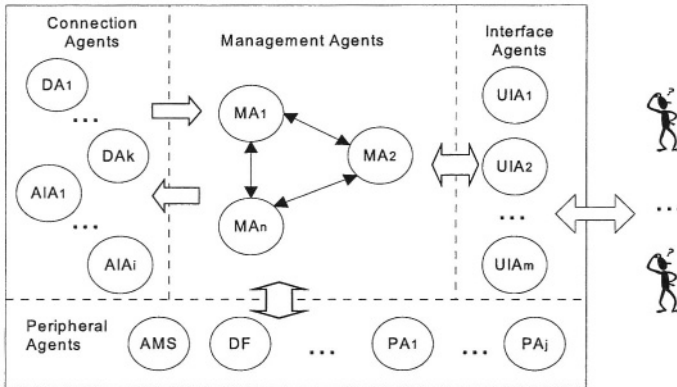 Connection
Agents
Management Agents
Interface
Agents
DA1
...
DAk
AIA1
...
AIAi
MA1
MA2
MAn
UIA1
UIA2
...
UIAm
?
...
?
Peripheral
Agents
AMS
DF
...
PA1
...
PAj